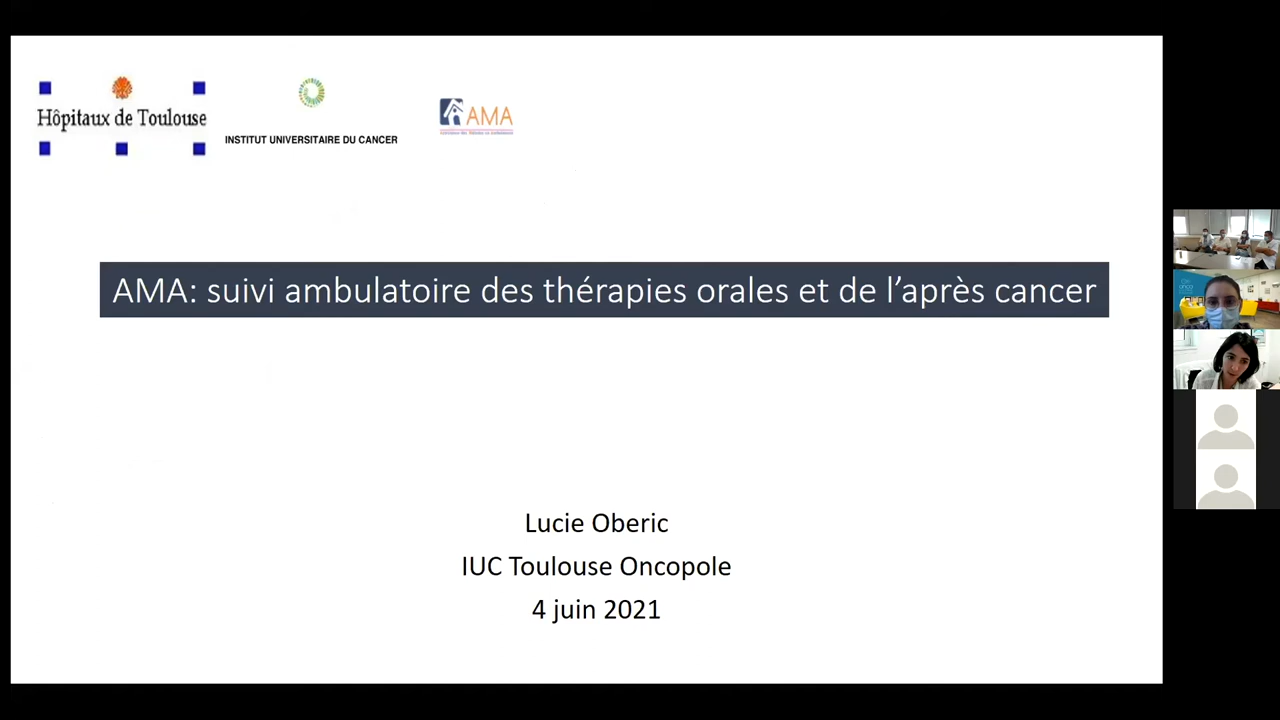 Hôpitaux de Toulouse
INSTITUT UNIVERSITAIRE DU CANCER
AMA
AMA: suivi ambulatoire des thérapies orales et de l'après cancer
Lucie Oberic
IUC Toulouse Oncopole
4 juin 2021